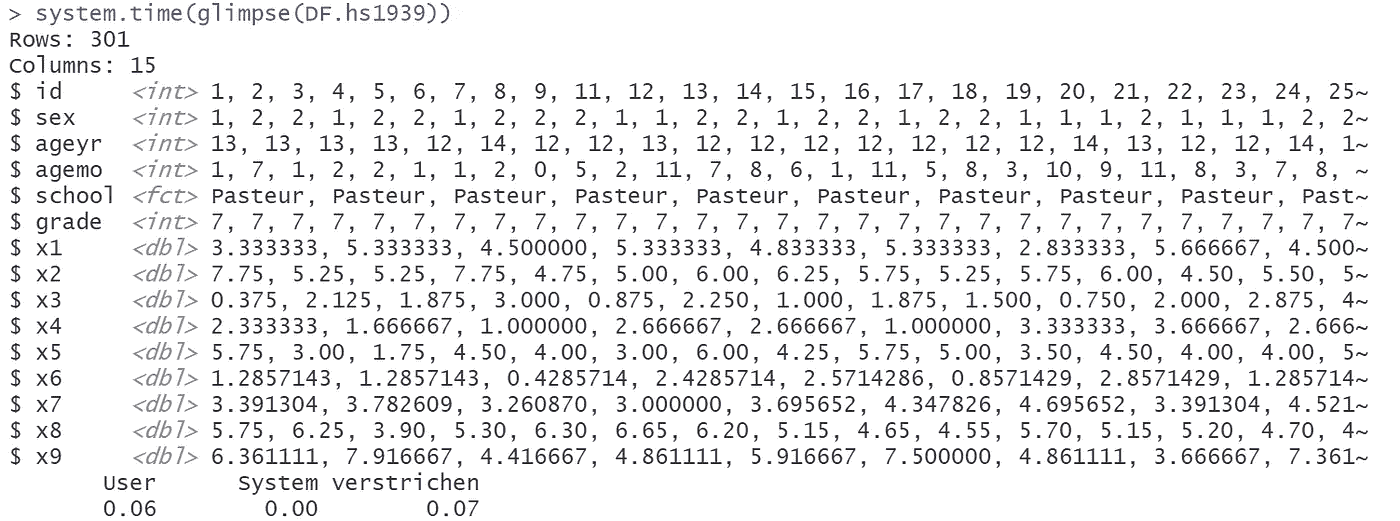 > system.time(glimpse(DF.hs1939))
Rows: 301
Columns: 15
$ id     <int> 1, 2, 3, 4, 5, 6, 7, 8, 9, 11, 12, 13, 14, 15, 16, 17, 18, 19, 20, 21, 22, 23, 24, 25~
$ sex    <int> 1, 2, 2, 1, 2, 2, 1, 2, 2, 2, 1, 1, 2, 2, 1, 2, 2, 1, 2, 2, 1, 1, 1, 2, 1, 1, 1, 2, 2~
$ ageyr  <int> 13, 13, 13, 13, 12, 14, 12, 12, 13, 12, 12, 12, 12, 12, 12, 12, 12, 14, 13, 12, 12, 14, 1~
$ agemo  <int> 1, 7, 1, 2, 2, 1, 1, 2, 0, 5, 2, 11, 7, 8, 6, 1, 11, 5, 8, 3, 10, 9, 11, 8, 3, 7, 8, ~
$ school <fct> Pasteur, Pasteur, Pasteur, Pasteur, Pasteur, Pasteur, Pasteur, Pasteur, Pasteur, Past~
$ grade  <int> 7, 7, 7, 7, 7, 7, 7, 7, 7, 7, 7, 7, 7, 7, 7, 7, 7, 7, 7, 7, 7, 7, 7, 7, 7, 7, 7, 7, 7~
$ x1     <dbl> 3.333333, 5.333333, 4.500000, 5.333333, 4.833333, 5.333333, 2.833333, 5.666667, 4.500~
$ x2     <dbl> 7.75, 5.25, 5.25, 7.75, 4.75, 5.00, 6.00, 6.25, 5.75, 5.25, 5.75, 6.00, 4.50, 5.50, 5~
$ x3     <dbl> 0.375, 2.125, 1.875, 3.000, 0.875, 2.250, 1.000, 1.875, 1.500, 0.750, 2.000, 2.875, 4~
$ x4     <dbl> 2.333333, 1.666667, 1.000000, 2.666667, 2.666667, 1.000000, 3.333333, 3.666667, 2.666~
$ x5     <dbl> 5.75, 3.00, 1.75, 4.50, 4.00, 3.00, 6.00, 4.25, 5.75, 5.00, 3.50, 4.50, 4.00, 4.00, 5~
$ x6     <dbl> 1.2857143, 1.2857143, 0.4285714, 2.4285714, 2.5714286, 0.8571429, 2.8571429, 1.285714~
$ x7     <dbl> 3.391304, 3.782609, 3.260870, 3.000000, 3.695652, 4.347826, 4.695652, 3.391304, 4.521~
$ x8     <dbl> 5.75, 6.25, 3.90, 5.30, 6.30, 6.65, 6.20, 5.15, 4.65, 4.55, 5.70, 5.15, 5.20, 4.70, 4~
$ x9     <dbl> 6.361111, 7.916667, 4.416667, 4.861111, 5.916667, 7.500000, 4.861111, 3.666667, 7.361~
       User      System verstrichen
       0.06        0.00        0.07